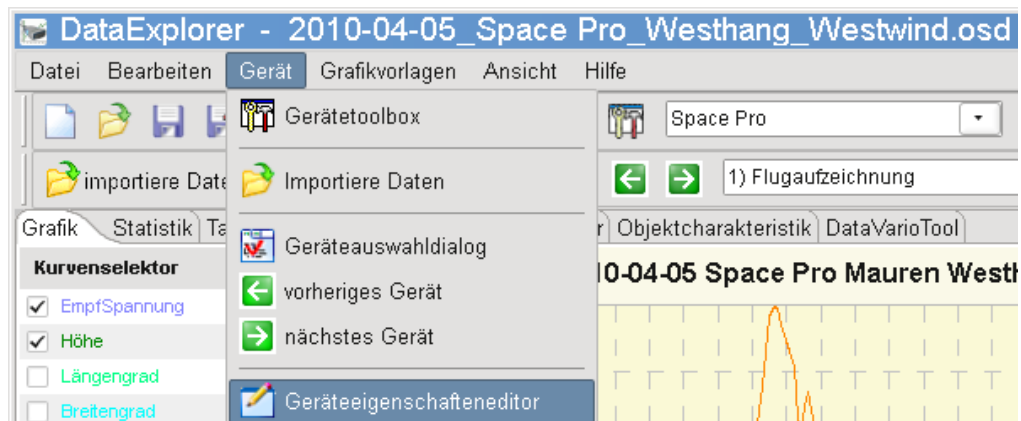 DataExplorer - 2010-04-05_Space Pro_Westhang_Westwind.osd
Datei Bearbeiten Gerät Grafikvorlagen Ansicht Hilfe
Gerätetoolbox
Space Pro
importiere Date
Importiere Daten
1) Flugaufzeichnung
Grafik Statistik Ta
r Objektcharakteristik DataVarioTool
Geräteauswahldialog
Kurvenselektor
10-04-05 Space Pro Mauren Westh
vorheriges Gerät
EmpfSpannung
nächstes Gerät
Höhe
Längengrad
Geräteeigenschafteneditor
Breitengrad